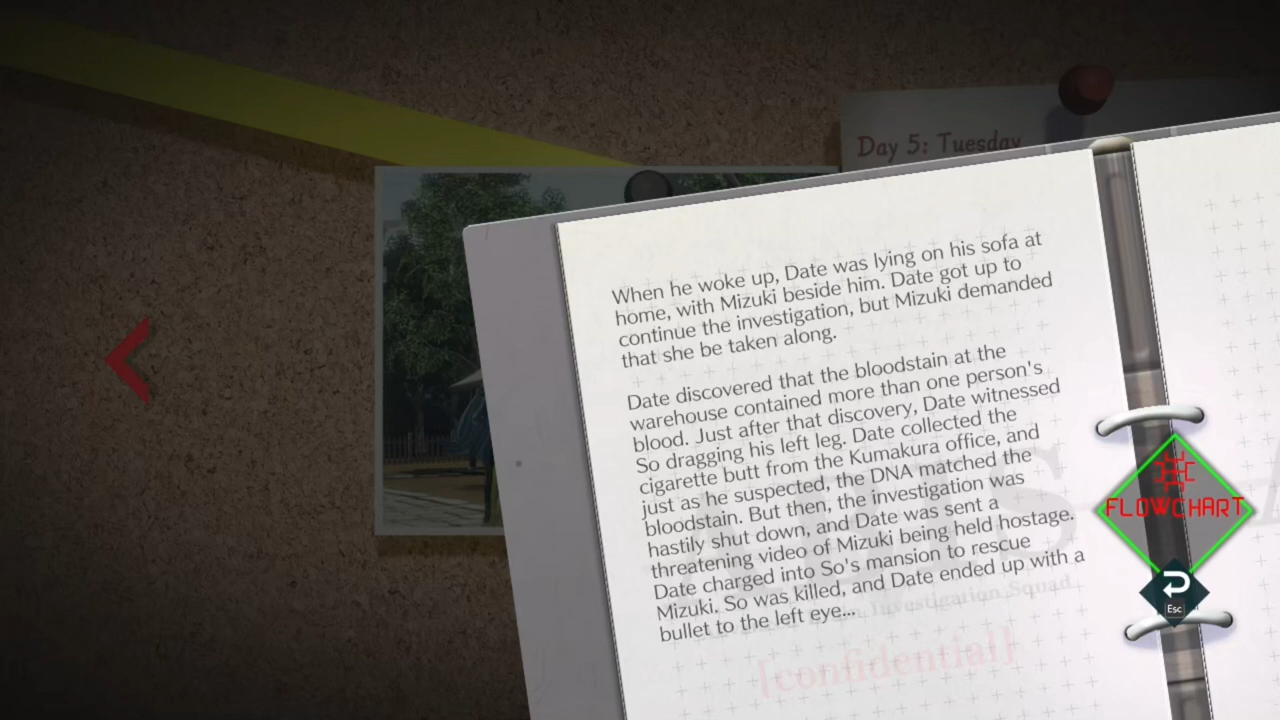 Day 5: Tuesday
When he woke up, Date was lying on his sofa at
home, with Mizuki beside him. Date got up to
continue the investigation, but Mizuki demanded
that she be taken along.
Date discovered that the bloodstain at the
warehouse contained more than one person's
blood. Just after that discovery, Date witnessed
So dragging his left leg. Date collected the
cigarette butt from the Kumakura office, and
just as he suspected, the DNA matched the
bloodstain. But then, the investigation was
hastily shut down, and Date was sent a
threatening video of Mizuki being held hostage.
Date charged into So's mansion to rescue
Mizuki. So was killed, and Date ended up with a
bullet to the left eye...
Investigation Squad
[confidential]
FLOWCHART
Esc